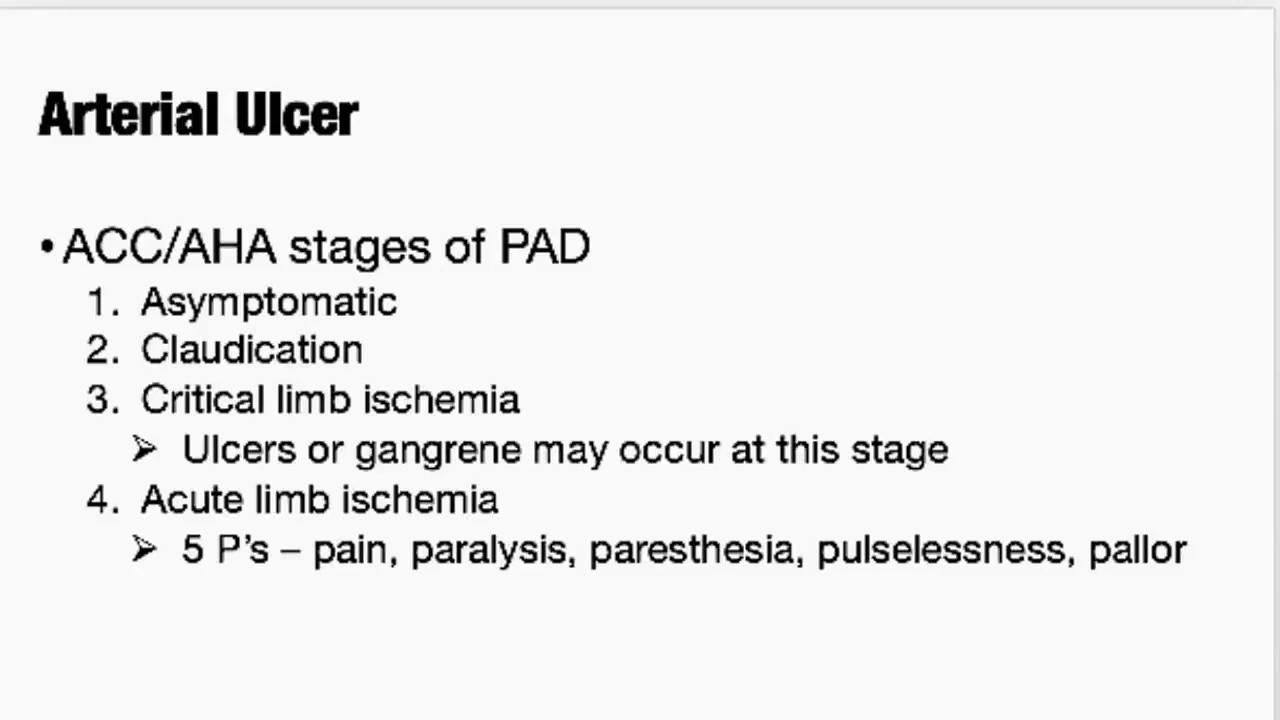 Arterial Ulcer
• ACC/AHA stages of PAD
1. Asymptomatic
2. Claudication
3. Critical limb ischemia
➢ Ulcers or gangrene may occur at this stage
4. Acute limb ischemia
➢ 5 P’s – pain, paralysis, paresthesia, pulselessness, pallor